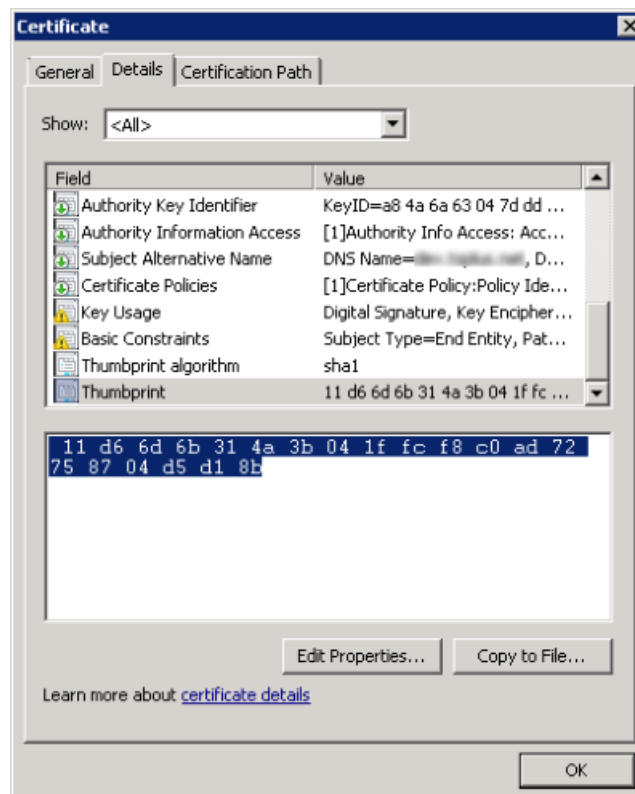 Certificate
General Details Certification Path
Show: <All>
Field Value
Authority Key Identifier KeyID=a8 4a 6a 63 04 7d dd ...
Authority Information Access [1]Authority Info Access: Acc...
Subject Alternative Name DNS Name= , D...
Certificate Policies [1]Certificate Policy:Policy Ide...
Key Usage Digital Signature, Key Encipher...
Basic Constraints Subject Type=End Entity, Pat...
Thumbprint algorithm sha1
Thumbprint 11 d6 6d 6b 31 4a 3b 04 1f fc ...
11 d6 6d 6b 31 4a 3b 04 1f fc f8 c0 ad 72
75 87 04 d5 d1 8b
Edit Properties... Copy to File...
Learn more about certificate details
OK